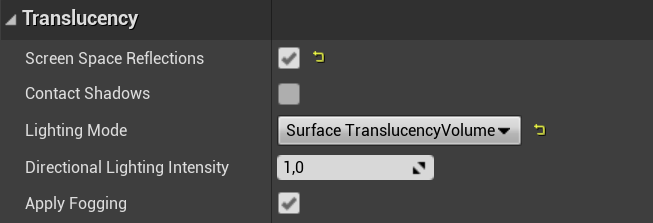 Translucency
Screen Space Reflections
Contact Shadows
Lighting Mode
Surface TranslucencyVolume
Directional Lighting Intensity
1,0
Apply Fogging